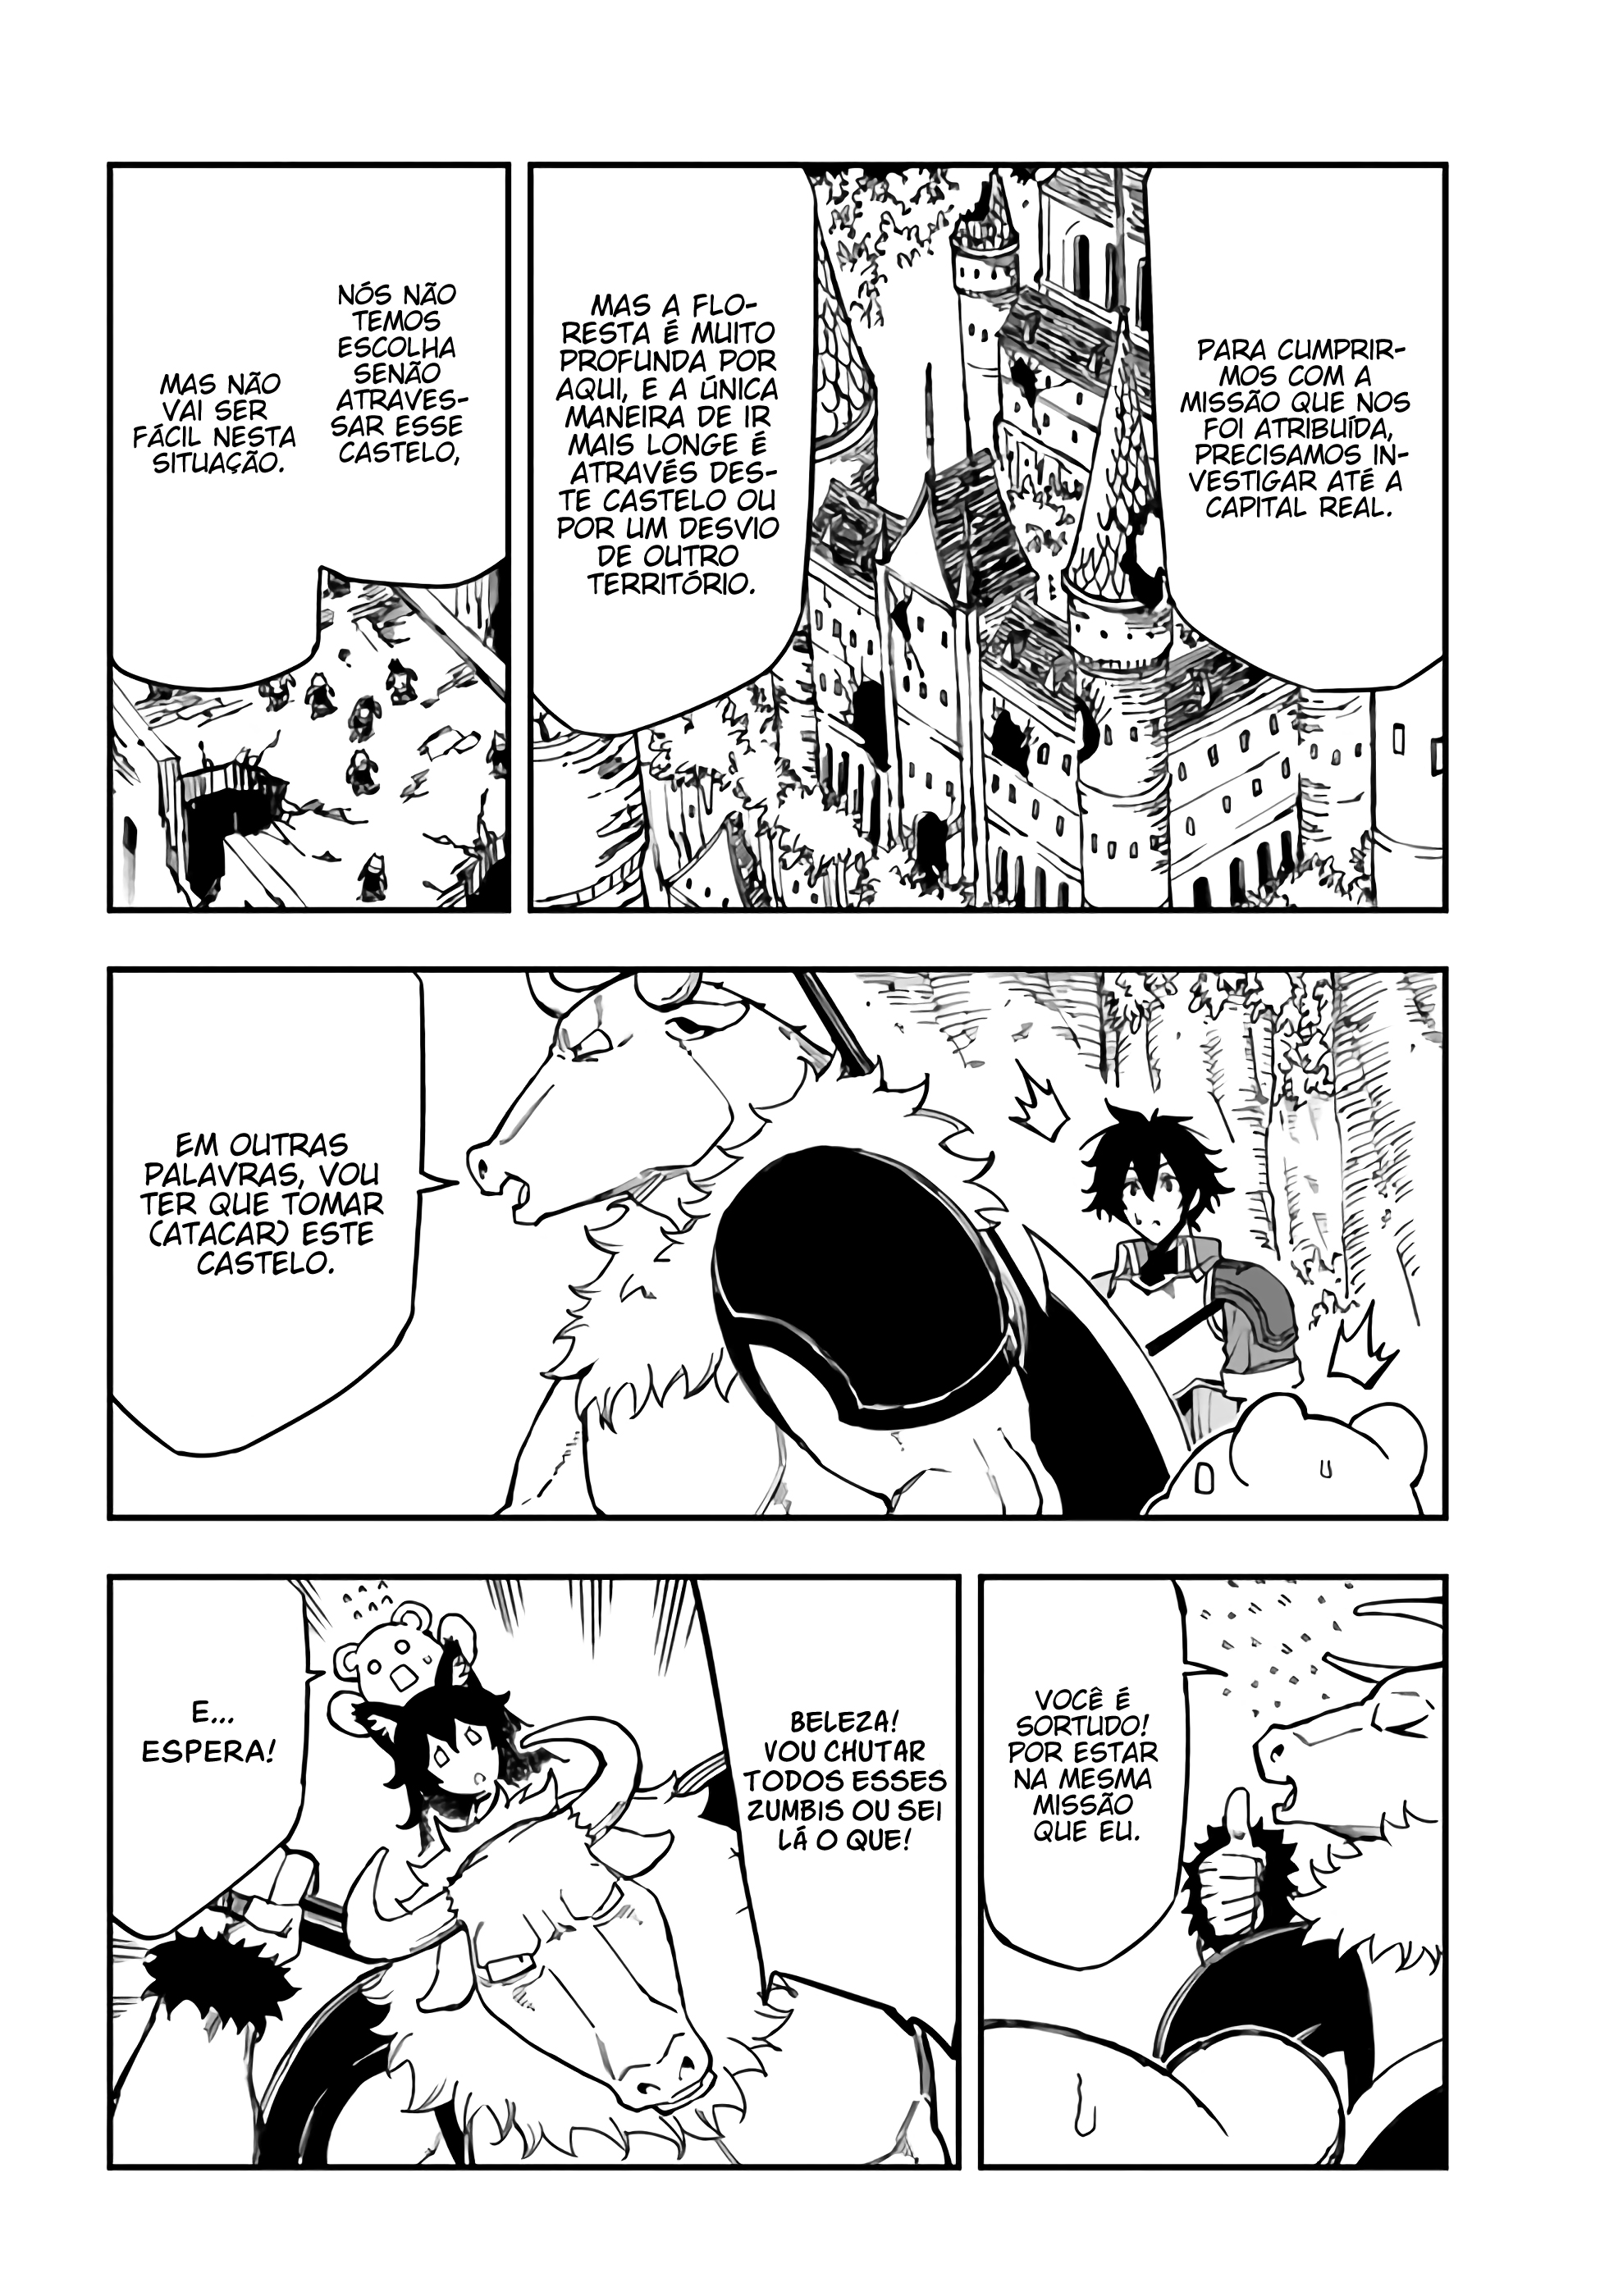 PARA CUMPRIR-
MOS COM A
MISSÃO QUE NOS
FOI ATRIBUÍDA,
PRECISAMOS IN-
VESTIGAR ATÉ A
CAPITAL REAL.
MAS A FLO-
RESTA É MUITO
PROFUNDA POR
AQUI, E A ÚNICA
MANEIRA DE IR
MAIS LONGE É
ATRAVÉS DES-
TE CASTELO OU
POR UM DESVIO
DE OUTRO
TERRITÓRIO.
NÓS NÃO
TEMOS
ESCOLHA
SENÃO
ATRAVES-
SAR ESSE
CASTELO,
MAS NÃO
VAI SER
FÁCIL NESTA
SITUAÇÃO.
EM OUTRAS
PALAVRAS, VOU
TER QUE TOMAR
(ATACAR) ESTE
CASTELO.
VOCÊ É
SORTUDO!
POR ESTAR
NA MESMA
MISSÃO
QUE EU.
BELEZA!
VOU CHUTAR
TODOS ESSES
ZUMBIS OU SEI
LÁ O QUE!
E...
ESPERA!